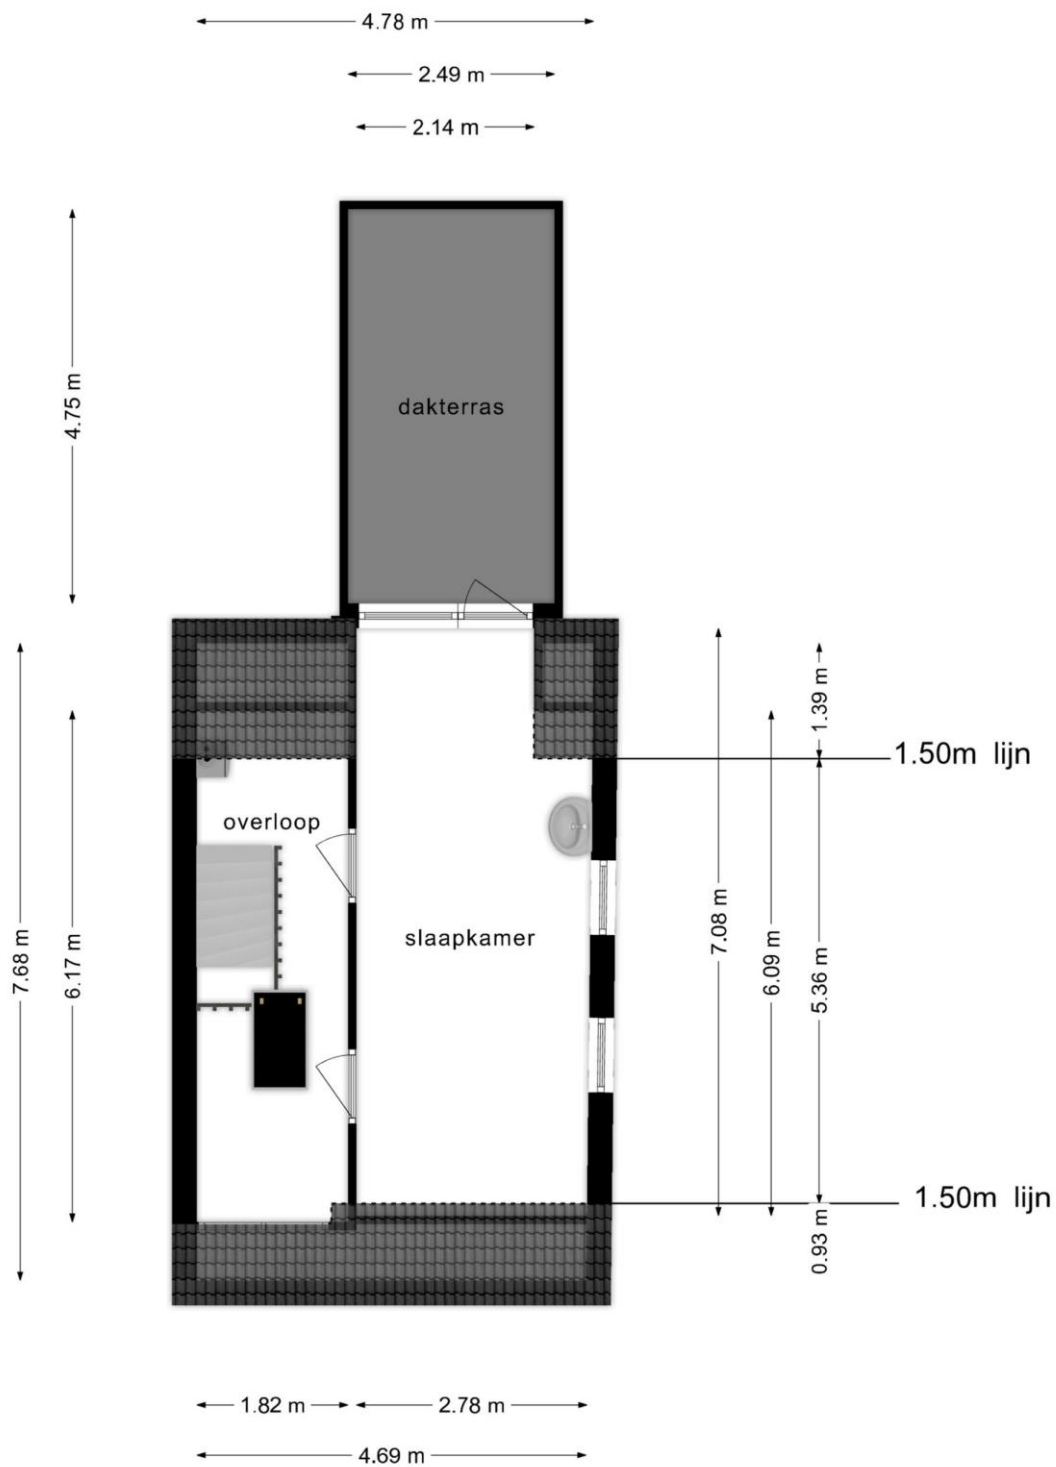 4.78 m
2.49 m
2.14 m
4.75 m
dakterras
1.39 m
1.50m lijn
overloop
slaapkamer
7.68 m
6.17 m
7.08 m
6.09 m
5.36 m
1.50m lijn
0.93 m
1.82 m
2.78 m
4.69 m